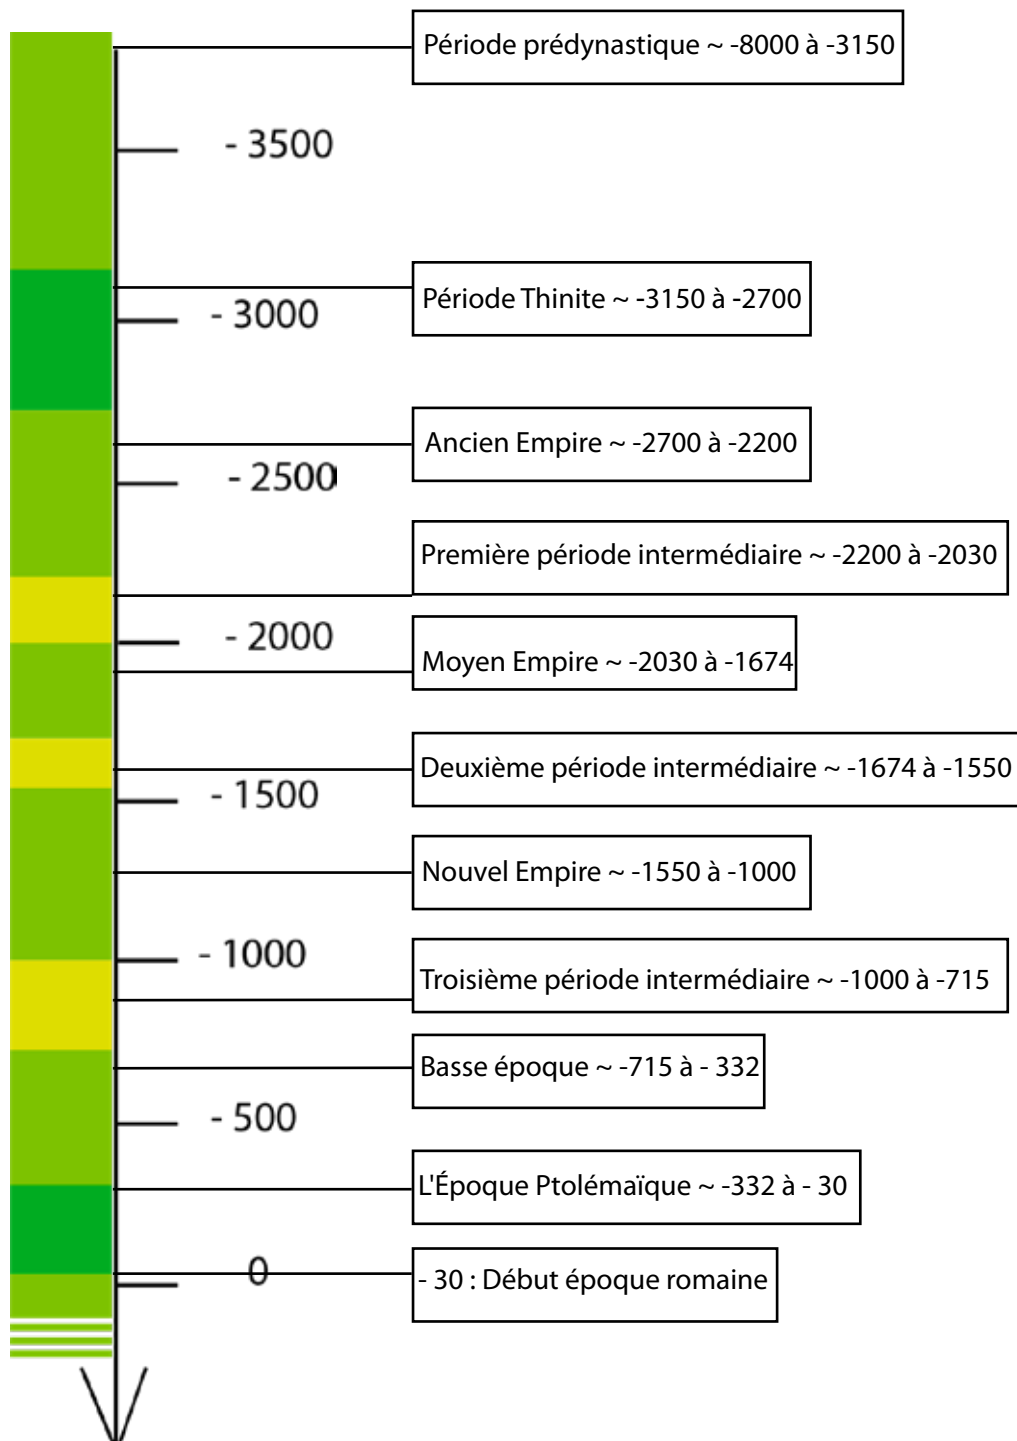 Période prédynastique ~ -8000 à -3150
- 3500
Période Thinite ~ -3150 à -2700
- 3000
Ancien Empire ~ -2700 à -2200
- 2500
Première période intermédiaire ~ -2200 à -2030
- 2000
Moyen Empire ~ -2030 à -1674
Deuxième période intermédiaire ~ -1674 à -1550
- 1500
Nouvel Empire ~ -1550 à -1000
- 1000
Troisième période intermédiaire ~ -1000 à -715
Basse époque ~ -715 à - 332
- 500
L'Époque Ptolémaïque ~ -332 à - 30
0
- 30 : Début époque romaine